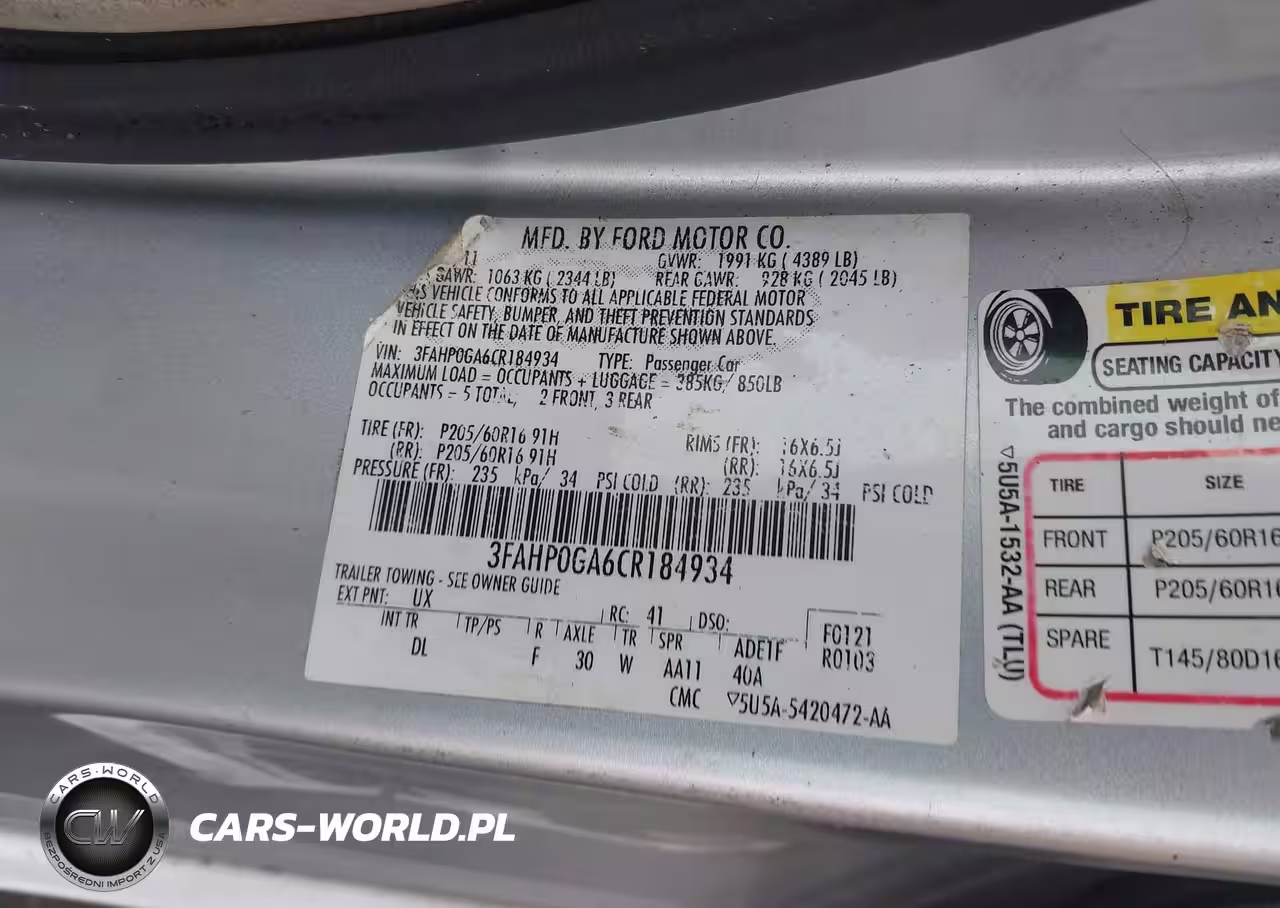 MFD. BY FORD MOTOR CO.
11 GVWR: 1991 KG ( 4389 LB)
GAWR: 1063 KG ( 2344 LB) REAR GAWR: 928 KG ( 2045 LB)
VEHICLE CONFORMS TO ALL APPLICABLE FEDERAL MOTOR
VEHICLE SAFETY, BUMPER, AND THEFT PREVENTION STANDARDS
IN EFFECT ON THE DATE OF MANUFACTURE SHOWN ABOVE.
VIN: 3FAHP0GA6CR184934 TYPE: Passenger Car
MAXIMUM LOAD = OCCUPANTS + LUGGAGE = 385KG/ 850LB
OCCUPANTS = 5 TOTAL, 2 FRONT, 3 REAR
TIRE (FR): P205/60R16 91H RIMS (FR): 16X6.5J
(RR): P205/60R16 91H (RR): 16X6.5J
PRESSURE (FR): 235 kPa/ 34 PSI COLD (RR): 235 kPa/ 34 PSI COLD
3FAHP0GA6CR184934
TRAILER TOWING - SEE OWNER GUIDE
EXT PNT: UX RC: 41 DSO:
INT TR TP/PS R AXLE TR SPR ADETF F0121
DL F 30 W AA11 40A R0103
CMC ▽5U5A-5420472-AA
TIRE AN
SEATING CAPACITY
The combined weight of
and cargo should ne
▽5U5A-1532-AA (TLU)
TIRE SIZE
FRONT P205/60R16
REAR P205/60R16
SPARE T145/80D16
CARS-WORLD
CW
BEZPOŚREDNI IMPORT Z USA
CARS-WORLD.PL